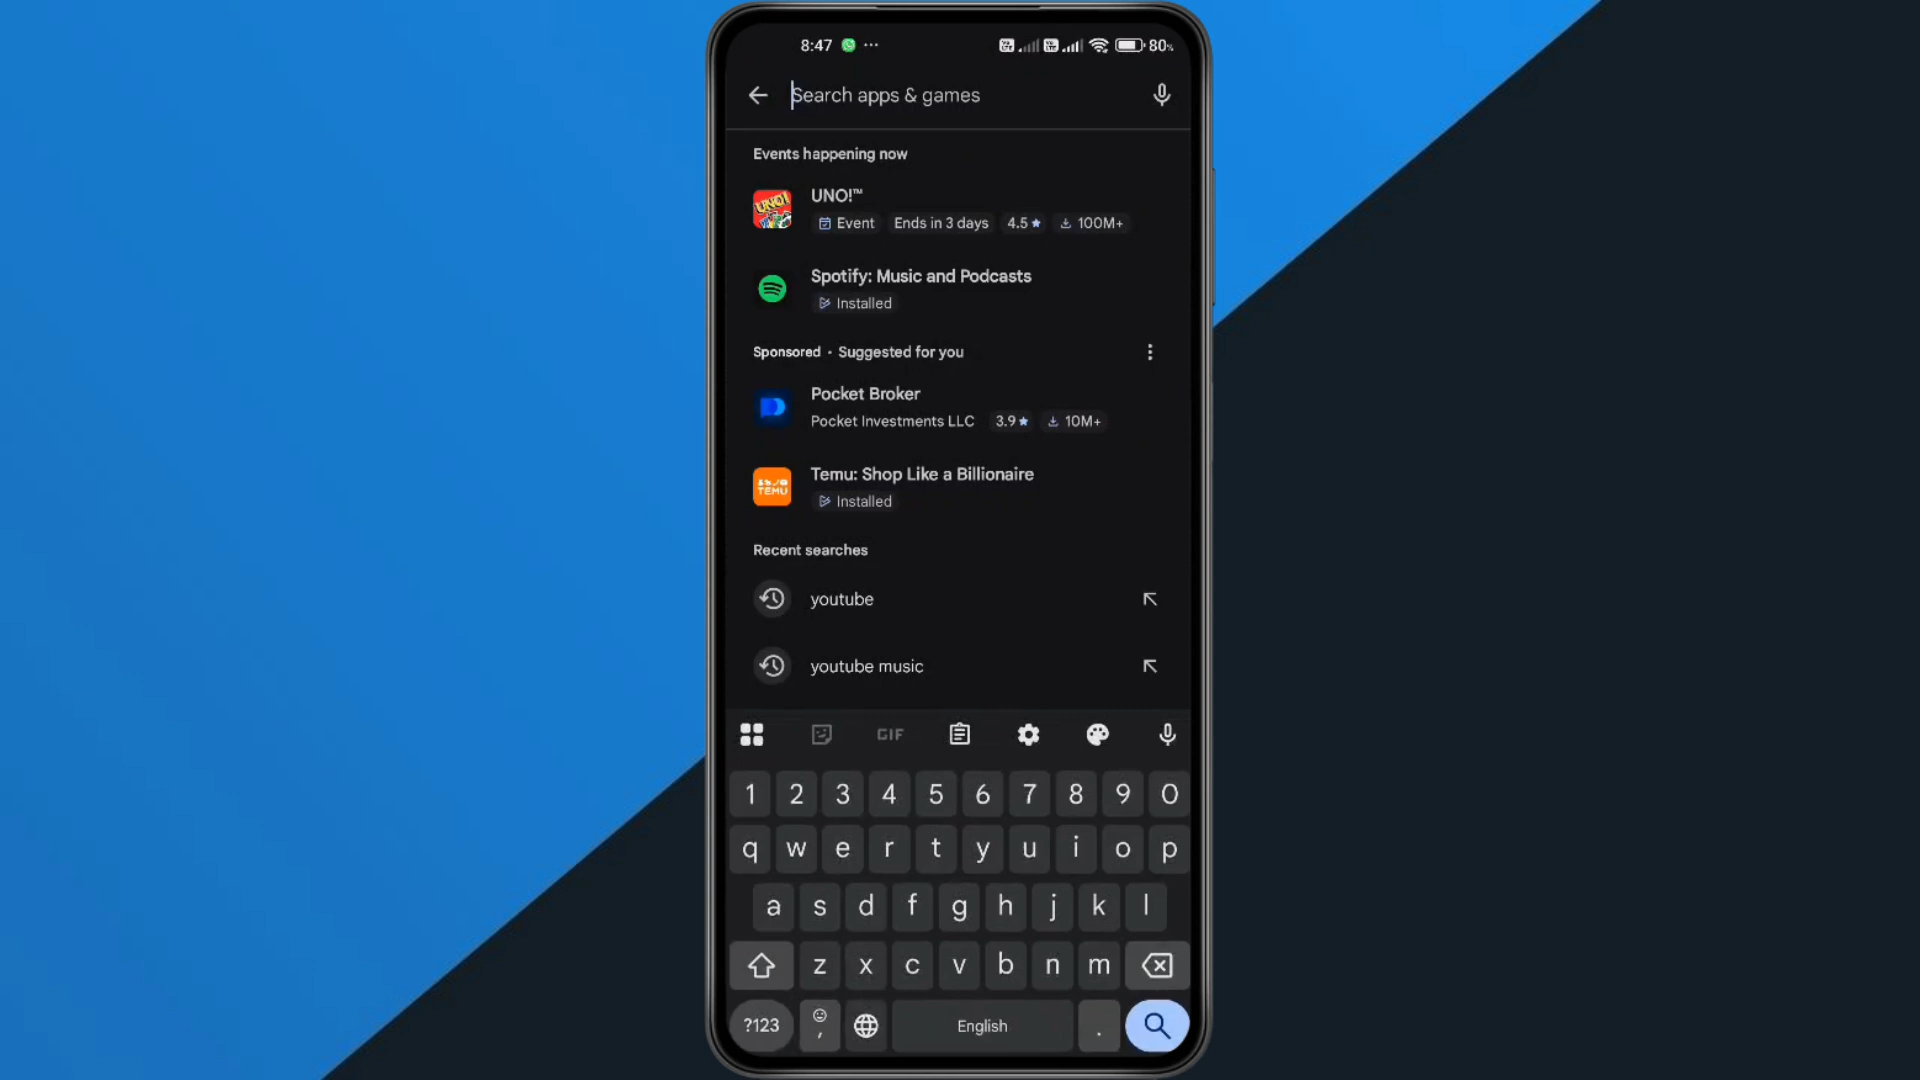 8:47 ... 80%
Search apps & games
Events happening now
UNO!™
Event Ends in 3 days 4.5★ 100M+
Spotify: Music and Podcasts
Installed
Sponsored • Suggested for you
Pocket Broker
Pocket Investments LLC 3.9★ 10M+
TEMU
Temu: Shop Like a Billionaire
Installed
Recent searches
youtube
youtube music
GIF
1 2 3 4 5 6 7 8 9 0
q w e r t y u i o p
a s d f g h j k l
z x c v b n m
?123 , English .